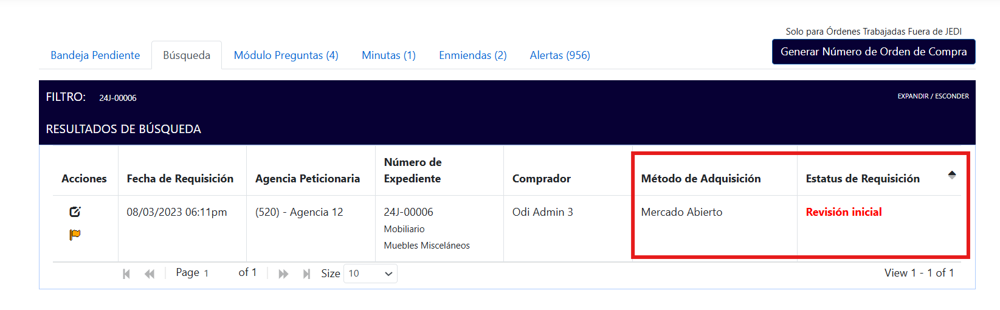 Solo para Órdenes Trabajadas Fuera de JEDI
Bandeja Pendiente Búsqueda Módulo Preguntas (4) Minutas (1) Enmiendas (2) Alertas (956) Generar Número de Orden de Compra
FILTRO: 24J-00006 EXPANDIR / ESCONDER
RESULTADOS DE BÚSQUEDA
Acciones Fecha de Requisición Agencia Peticionaria Número de Expediente Comprador Método de Adquisición Estatus de Requisición
08/03/2023 06:11pm (520) - Agencia 12 24J-00006 Odi Admin 3 Mercado Abierto Revisión inicial
Mobiliario
Muebles Misceláneos
Page 1 of 1 Size 10 View 1 - 1 of 1